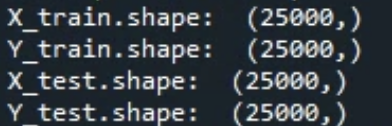 X_train.shape:  (25000,)
Y_train.shape:  (25000,)
X_test.shape:  (25000,)
Y_test.shape:  (25000,)